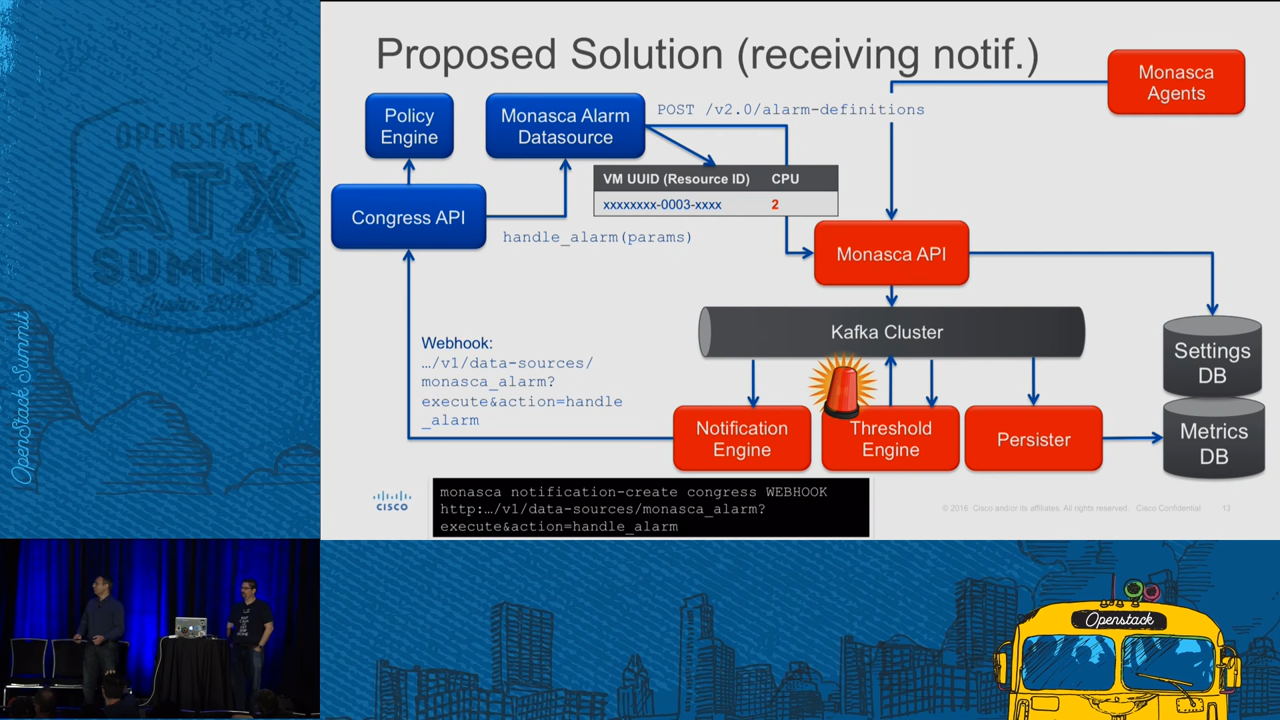 Proposed Solution (receiving notif.)
Monasca
Agents
Policy
Engine
Monasca Alarm
Datasource
POST /v2.0/alarm-definitions
VM UUID (Resource ID) CPU
xxxxxxxx-0003-xxxx 2
Congress API
handle_alarm(params)
Monasca API
Kafka Cluster
Webhook:
…/v1/data-sources/
monasca_alarm?
execute&action=handle
_alarm
Settings
DB
Notification
Engine
Threshold
Engine
Persister
Metrics
DB
CISCO
monasca notification-create congress WEBHOOK
http:…/v1/data-sources/monasca_alarm?
execute&action=handle_alarm
© 2016 Cisco and/or its affiliates. All rights reserved. Cisco Confidential 13
OPENSTACK
ATX
SUMMIT
OpenStack Summit
Openstack